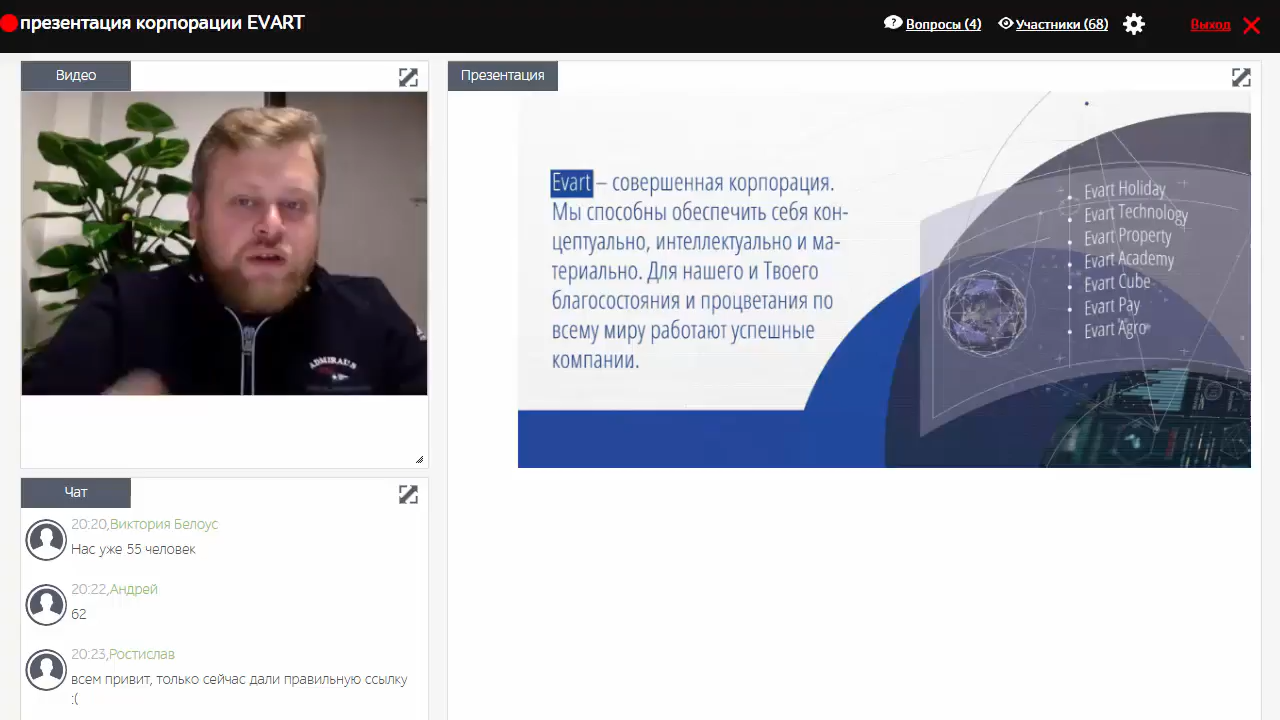 презентация корпорации EVART
Вопросы (4)
Участники (68)
Выход
Видео
Презентация
ADMIRALS
Evart – совершенная корпорация.
Мы способны обеспечить себя кон-
цептуально, интеллектуально и ма-
териально. Для нашего и Твоего
благосостояния и процветания по
всему миру работают успешные
компании.
Evart Holiday
Evart Technology
Evart Property
Evart Academy
Evart Cube
Evart Pay
Evart Agro
Чат
20:20,Виктория Белоус
Нас уже 55 человек
20:22,Андрей
62
20:23,Ростислав
всем привит, только сейчас дали правильную ссылку
:(